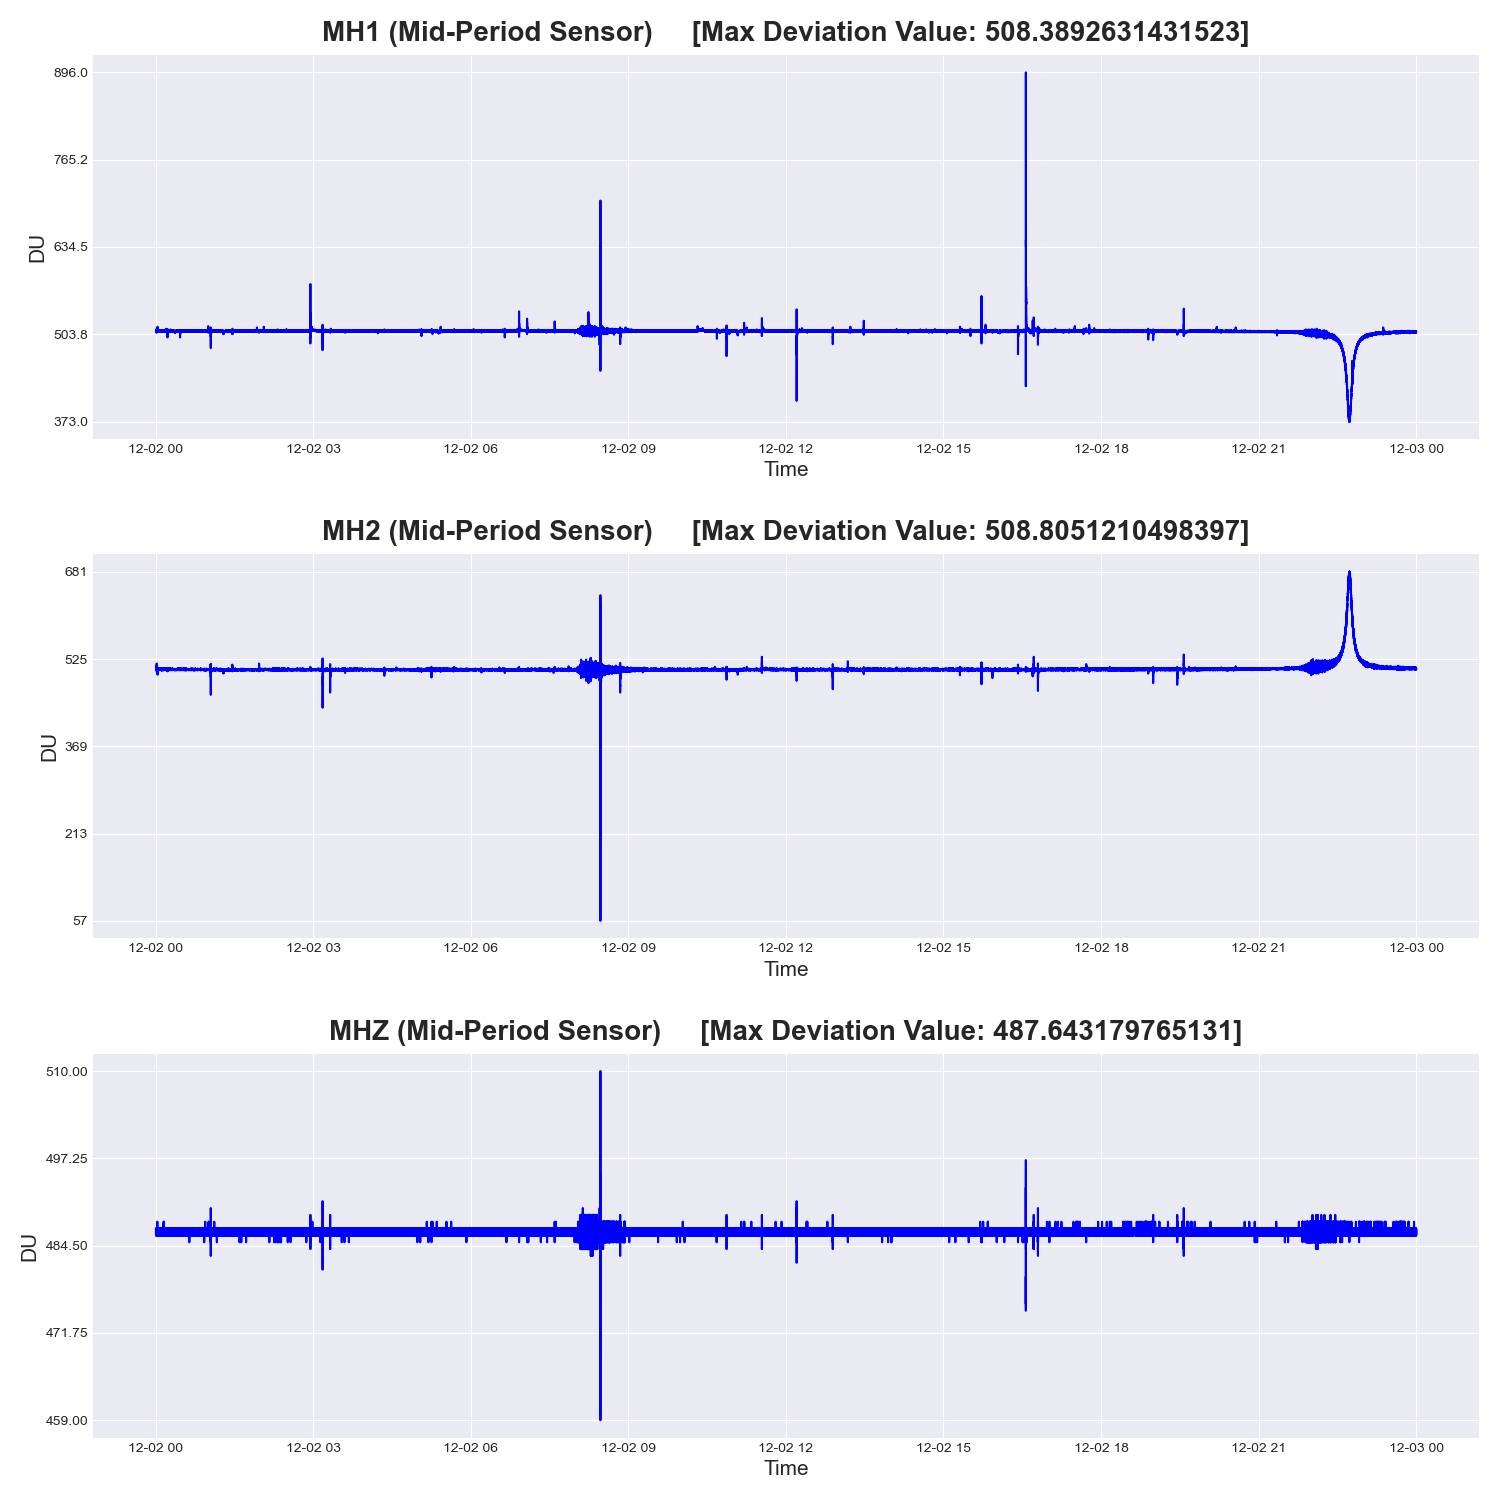 MH1 (Mid-Period Sensor) [Max Deviation Value: 508.3892631431523]
896.0
765.2
634.5
503.8
373.0
DU
12-02 00 12-02 03 12-02 06 12-02 09 12-02 12 12-02 15 12-02 18 12-02 21 12-03 00
Time
MH2 (Mid-Period Sensor) [Max Deviation Value: 508.8051210498397]
681
525
369
213
57
DU
12-02 00 12-02 03 12-02 06 12-02 09 12-02 12 12-02 15 12-02 18 12-02 21 12-03 00
Time
MHZ (Mid-Period Sensor) [Max Deviation Value: 487.643179765131]
510.00
497.25
484.50
471.75
459.00
DU
12-02 00 12-02 03 12-02 06 12-02 09 12-02 12 12-02 15 12-02 18 12-02 21 12-03 00
Time